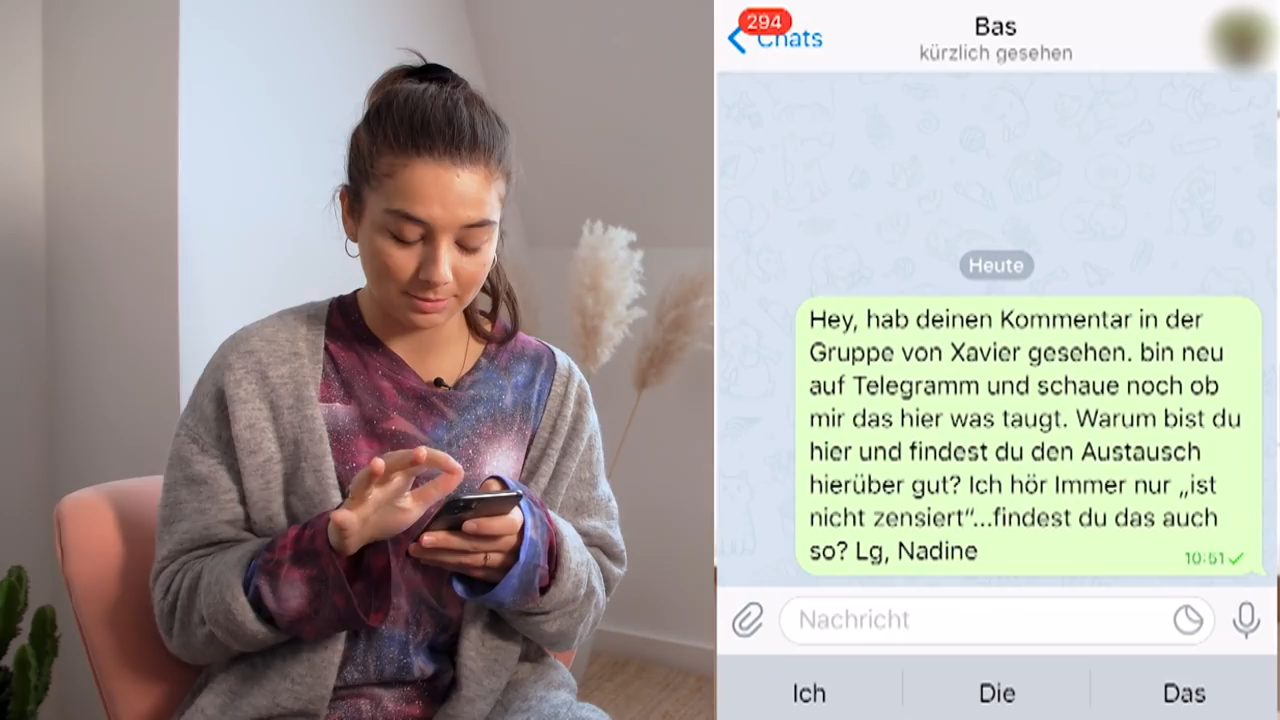 294
Chats
Bas
kürzlich gesehen
Heute
Hey, hab deinen Kommentar in der
Gruppe von Xavier gesehen. bin neu
auf Telegramm und schaue noch ob
mir das hier was taugt. Warum bist du
hier und findest du den Austausch
hierüber gut? Ich hör Immer nur „ist
nicht zensiert“...findest du das auch
so? Lg, Nadine
10:51
Nachricht
Ich Die Das